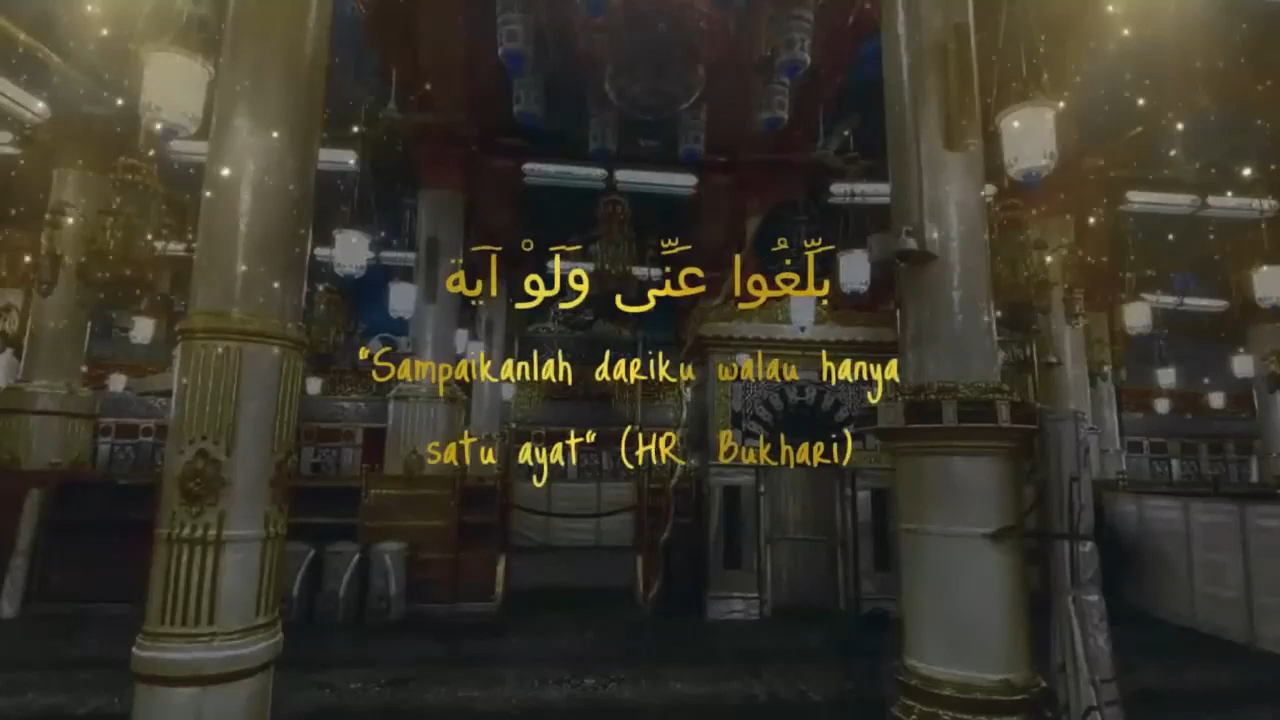 بَلِّغُوا عَنِّى وَلَوْ آيَة
"Sampaikanlah dariku walau hanya
satu ayat" (HR. Bukhari)